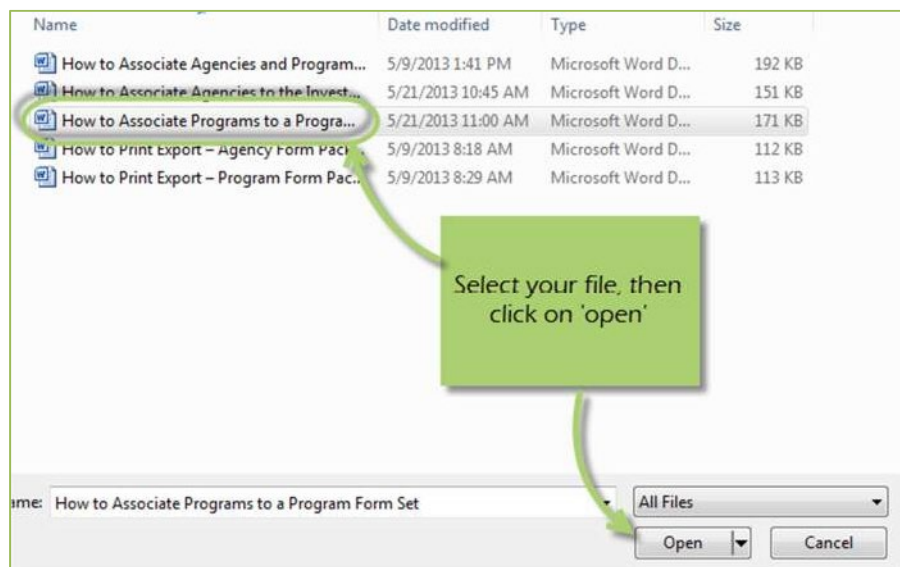 Name Date modified Type Size
How to Associate Agencies and Program... 5/9/2013 1:41 PM Microsoft Word D... 192 KB
How to Associate Agencies to the Invest... 5/21/2013 10:45 AM Microsoft Word D... 151 KB
How to Associate Programs to a Progra... 5/21/2013 11:00 AM Microsoft Word D... 171 KB
How to Print Export – Agency Form Pack... 5/9/2013 8:18 AM Microsoft Word D... 112 KB
How to Print Export – Program Form Pac... 5/9/2013 8:29 AM Microsoft Word D... 113 KB
Select your file, then
click on 'open'
ame: How to Associate Programs to a Program Form Set All Files
Open Cancel